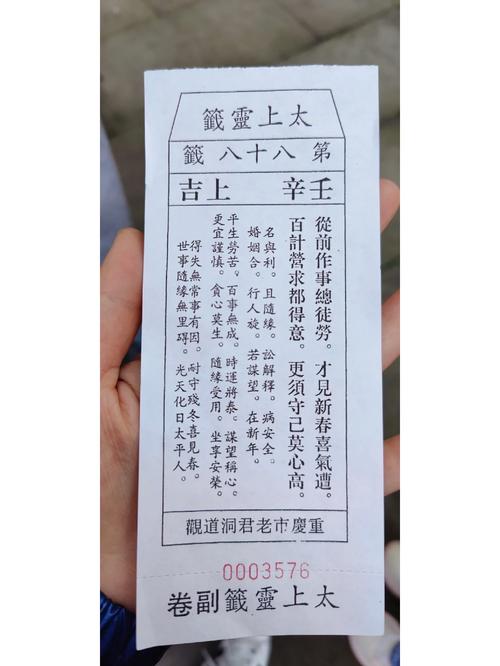 太上靈籤
第八十八籤
壬辛 上吉
從前作事總徒勞。才見新春喜氣遭。
百計營求都得意。更須守己莫心高。
名與利。且隨緣。訟解釋。病安全。
婚姻合。行人旋。若謀望。在新年。
平生勞苦。百事無成。時運將泰。謀望稱心。
更宜謹慎。貪心莫生。隨緣受用。坐享安榮。
得失無常事有因。耐守殘冬喜見春。
世事隨緣無里碍。光天化日太平人。
重慶市老君洞道觀
0003576
太上靈籤副卷